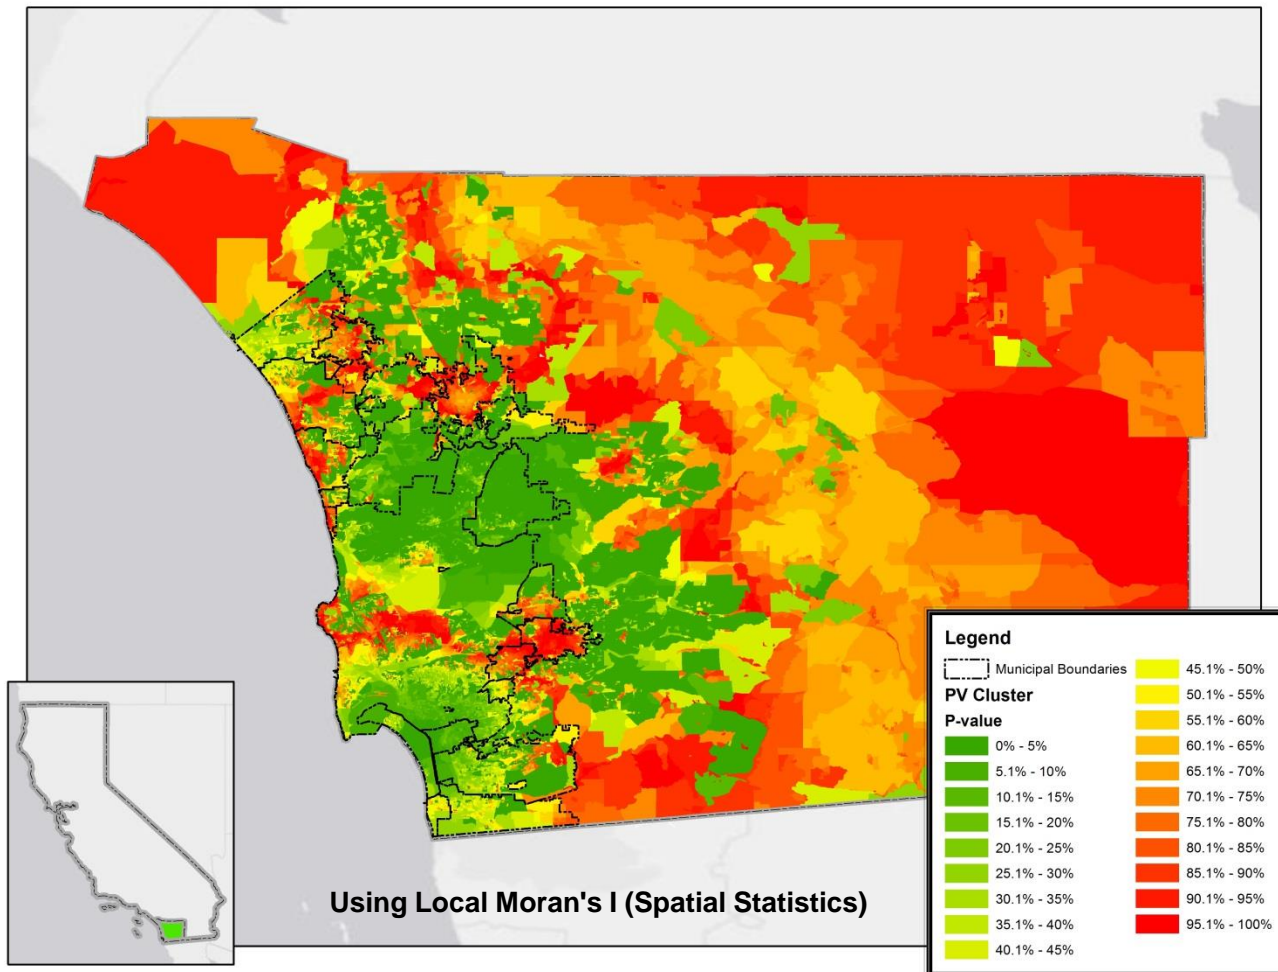 Using Local Moran's I (Spatial Statistics)
Legend
Municipal Boundaries
PV Cluster
P-value
0% - 5%
5.1% - 10%
10.1% - 15%
15.1% - 20%
20.1% - 25%
25.1% - 30%
30.1% - 35%
35.1% - 40%
40.1% - 45%
45.1% - 50%
50.1% - 55%
55.1% - 60%
60.1% - 65%
65.1% - 70%
70.1% - 75%
75.1% - 80%
80.1% - 85%
85.1% - 90%
90.1% - 95%
95.1% - 100%